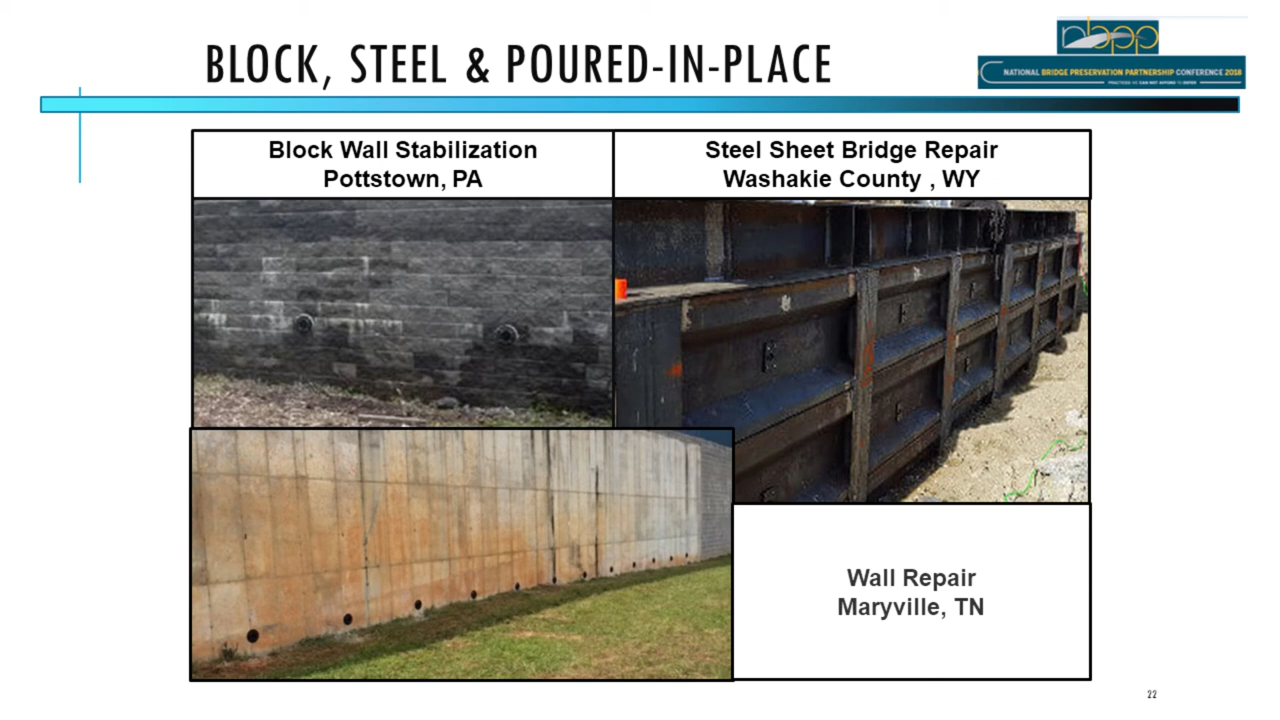 BLOCK, STEEL & POURED-IN-PLACE
nbpp
NATIONAL BRIDGE PRESERVATION PARTNERSHIP CONFERENCE 2018
Block Wall Stabilization
Pottstown, PA
Steel Sheet Bridge Repair
Washakie County , WY
Wall Repair
Maryville, TN
22